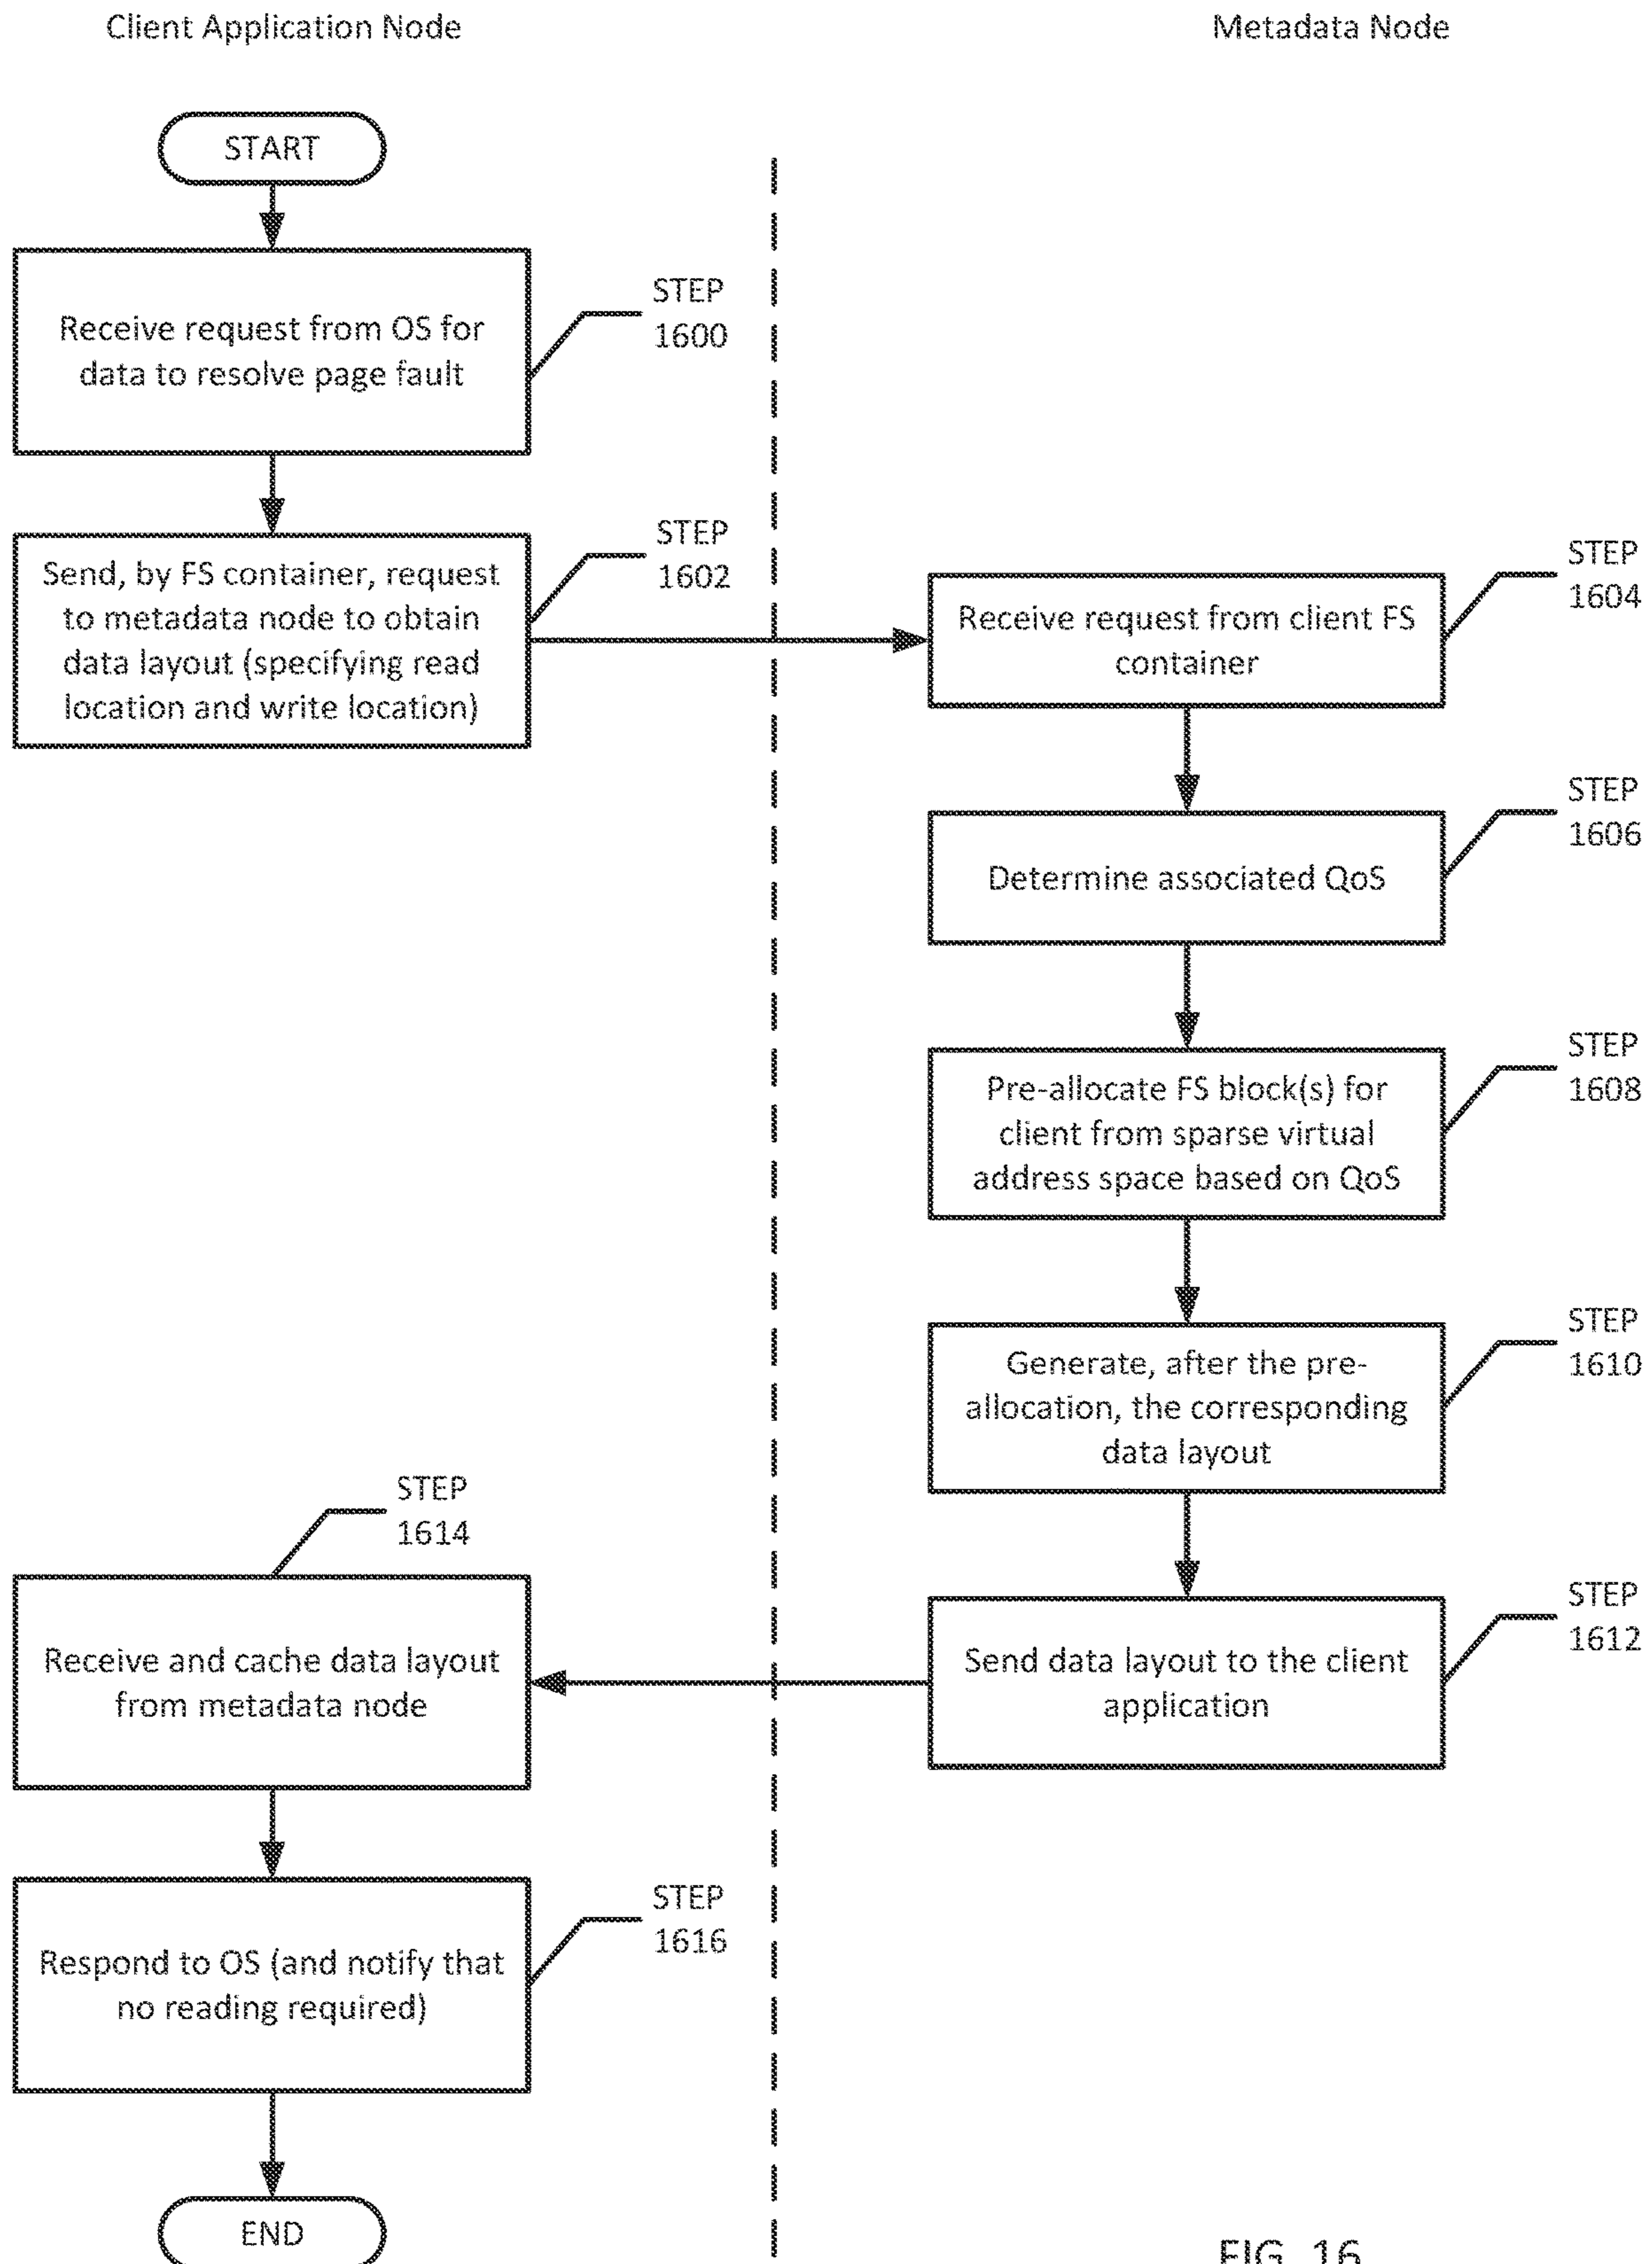 Client Application Node
Metadata Node
START
Receive request from OS for
data to resolve page fault
STEP
1600
Send, by FS container, request
to metadata node to obtain
data layout (specifying read
location and write location)
STEP
1602
Receive request from client FS
container
STEP
1604
Determine associated QoS
STEP
1606
Pre-allocate FS block(s) for
client from sparse virtual
address space based on QoS
STEP
1608
Generate, after the pre-
allocation, the corresponding
data layout
STEP
1610
Send data layout to the client
application
STEP
1612
STEP
1614
Receive and cache data layout
from metadata node
Respond to OS (and notify that
no reading required)
STEP
1616
END
FIG. 16